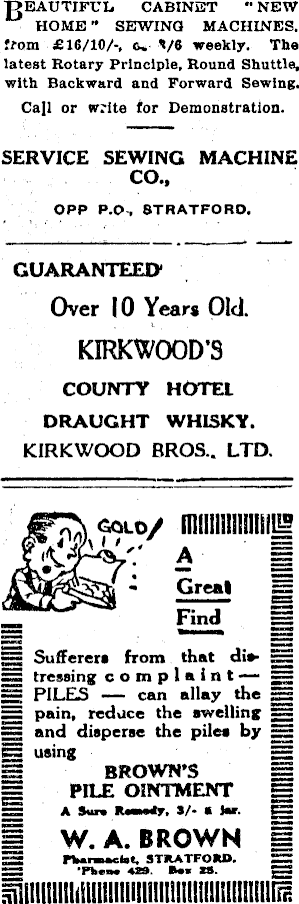 BEAUTIFUL CABINET "NEW
HOME" SEWING MACHINES.
from £16/10/-, /6 weekly. The
latest Rotary Principle, Round Shuttle,
with Backward and Forward Sewing.
Call or write for Demonstration.
SERVICE SEWING MACHINE
CO.,
OPP P.O., STRATFORD.
GUARANTEED
Over 10 Years Old.
KIRKWOOD'S
COUNTY HOTEL
DRAUGHT WHISKY.
KIRKWOOD BROS., LTD.
GOLD!
A
Great
Find
Sufferers from that dis-
tressing complaint—
PILES — can allay the
pain, reduce the swelling
and disperse the piles by
using
BROWN'S
PILE OINTMENT
A Sure Remedy, 3/- a jar.
W. A. BROWN
Pharmacist, STRATFORD.
'Phone 429. Box 25.